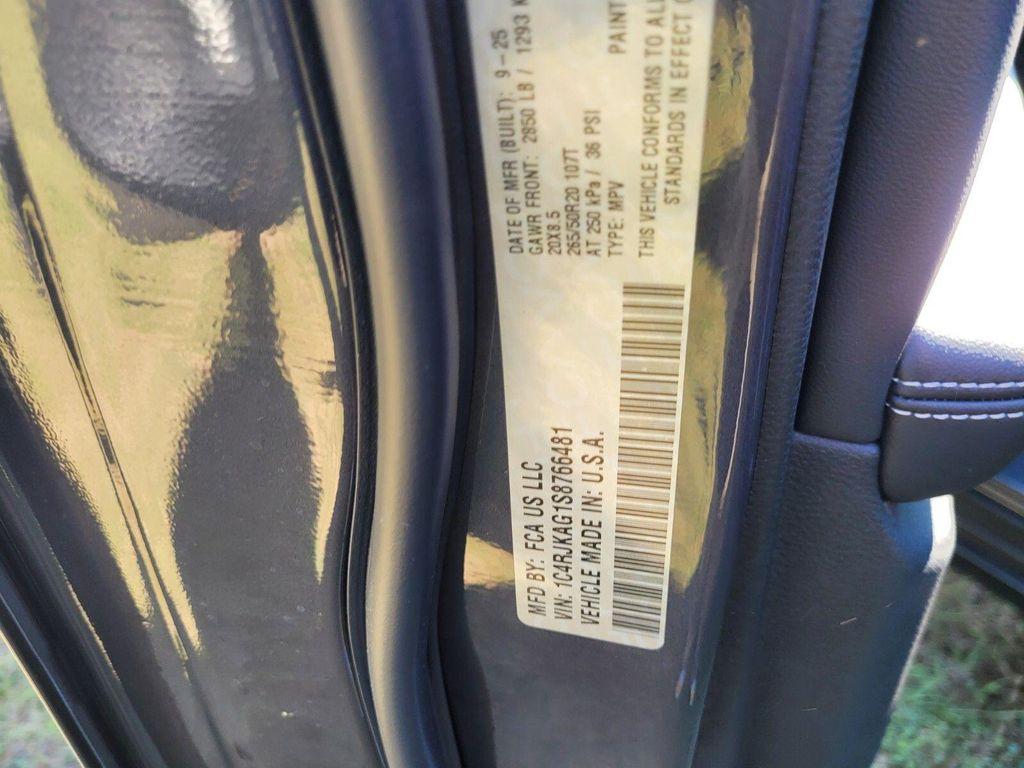 MFD BY: FCA US LLC
DATE OF MFR (BUILT): 9-25
GAWR FRONT: 2850 LB / 1293 K
20X8.5
265/50R20 107T
AT 250 kPa / 36 PSI
TYPE: MPV
PAINT
VIN: 1C4RJKAG1S8766481
VEHICLE MADE IN: U.S.A.
THIS VEHICLE CONFORMS TO ALL
STANDARDS IN EFFECT